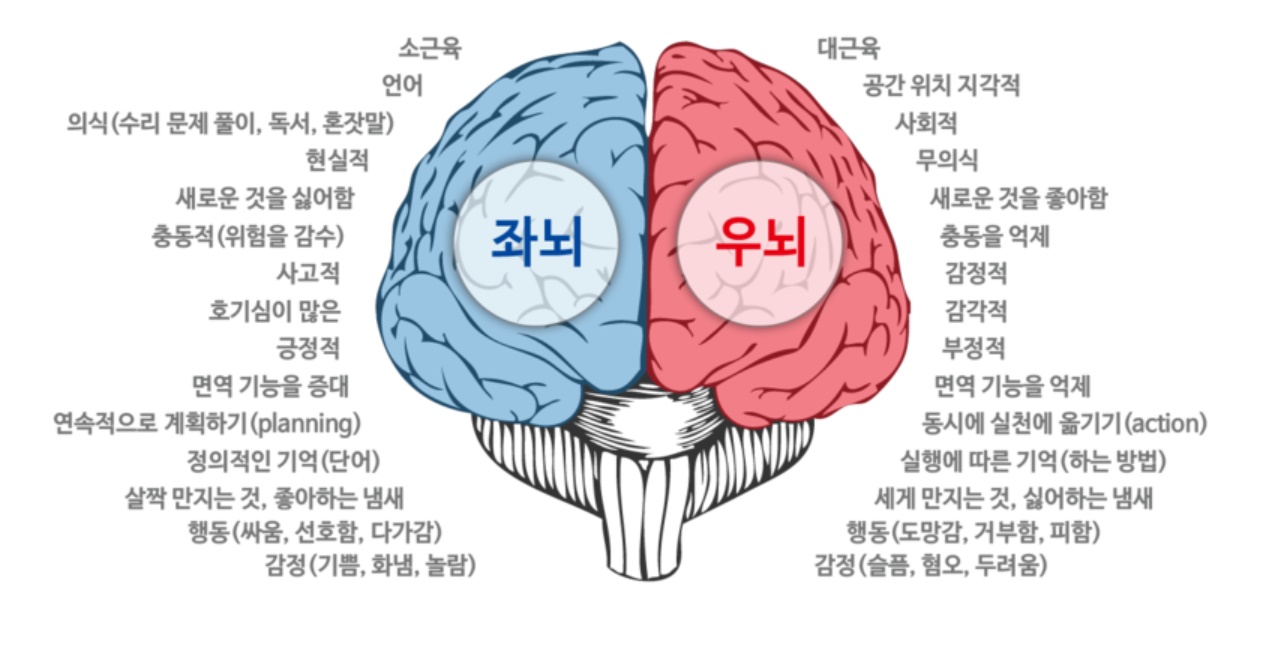 소근육
언어
의식(수리 문제 풀이, 독서, 혼잣말)
현실적
새로운 것을 싫어함
충동적(위험을 감수)
사고적
호기심이 많은
긍정적
면역 기능을 증대
연속적으로 계획하기(planning)
정의적인 기억(단어)
살짝 만지는 것, 좋아하는 냄새
행동(싸움, 선호함, 다가감)
감정(기쁨, 화냄, 놀람)
좌뇌
우뇌
대근육
공간 위치 지각적
사회적
무의식
새로운 것을 좋아함
충동을 억제
감정적
감각적
부정적
면역 기능을 억제
동시에 실천에 옮기기(action)
실행에 따른 기억(하는 방법)
세게 만지는 것, 싫어하는 냄새
행동(도망감, 거부함, 피함)
감정(슬픔, 혐오, 두려움)